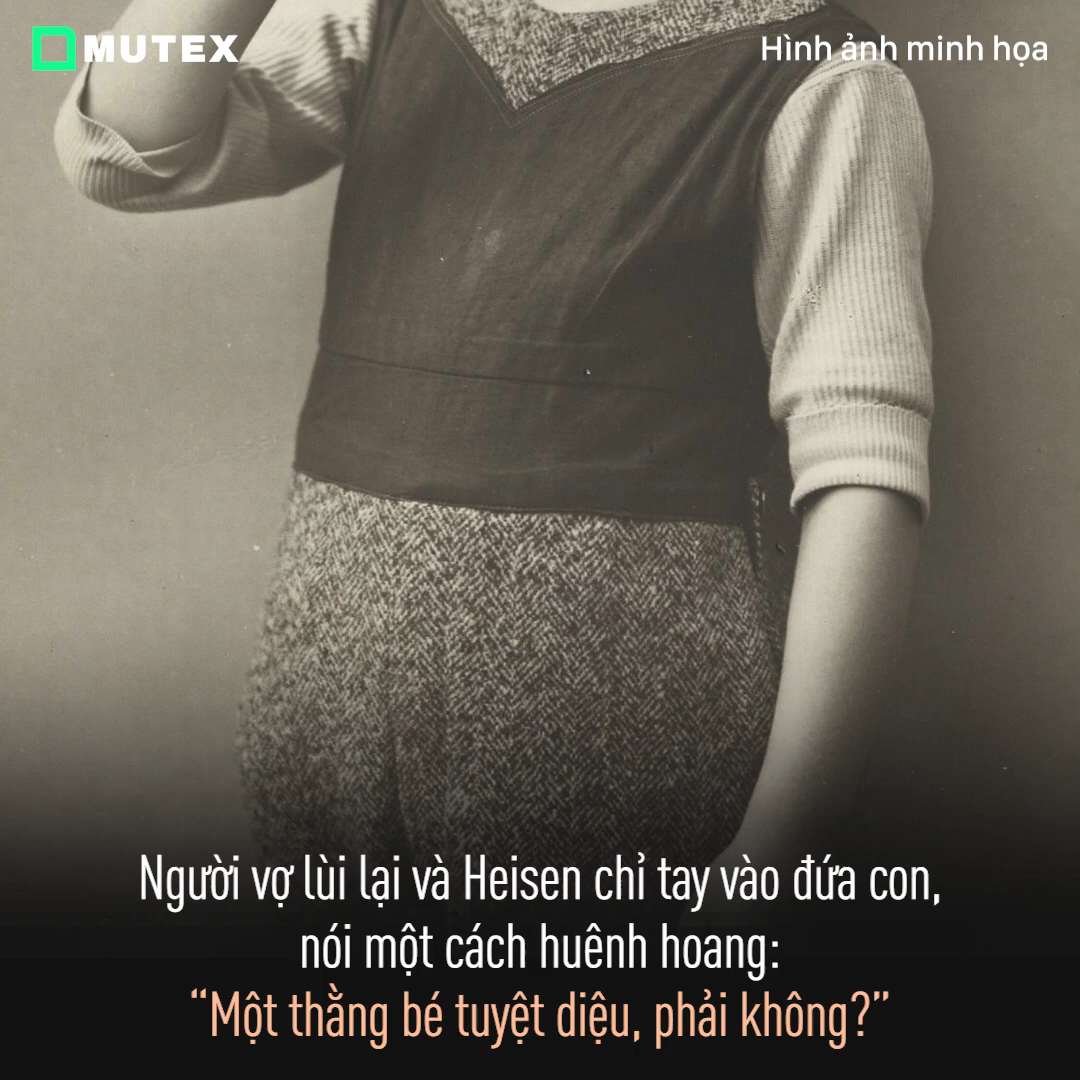 MUTEX
Hình ảnh minh họa
Người vợ lùi lại và Heisen chỉ tay vào đứa con,
nói một cách huênh hoang:
“Một thằng bé tuyệt diệu, phải không?”